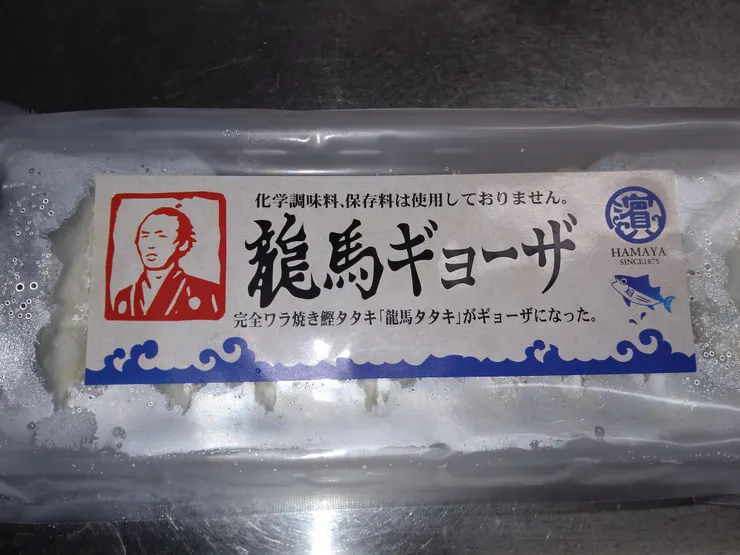 化学調味料、保存料は使用しておりません。
龍馬ギョーザ
完全ワラ焼き鰹タタキ「龍馬タタキ」がギョーザになった。
濱
HAMAYA
SINCE1875